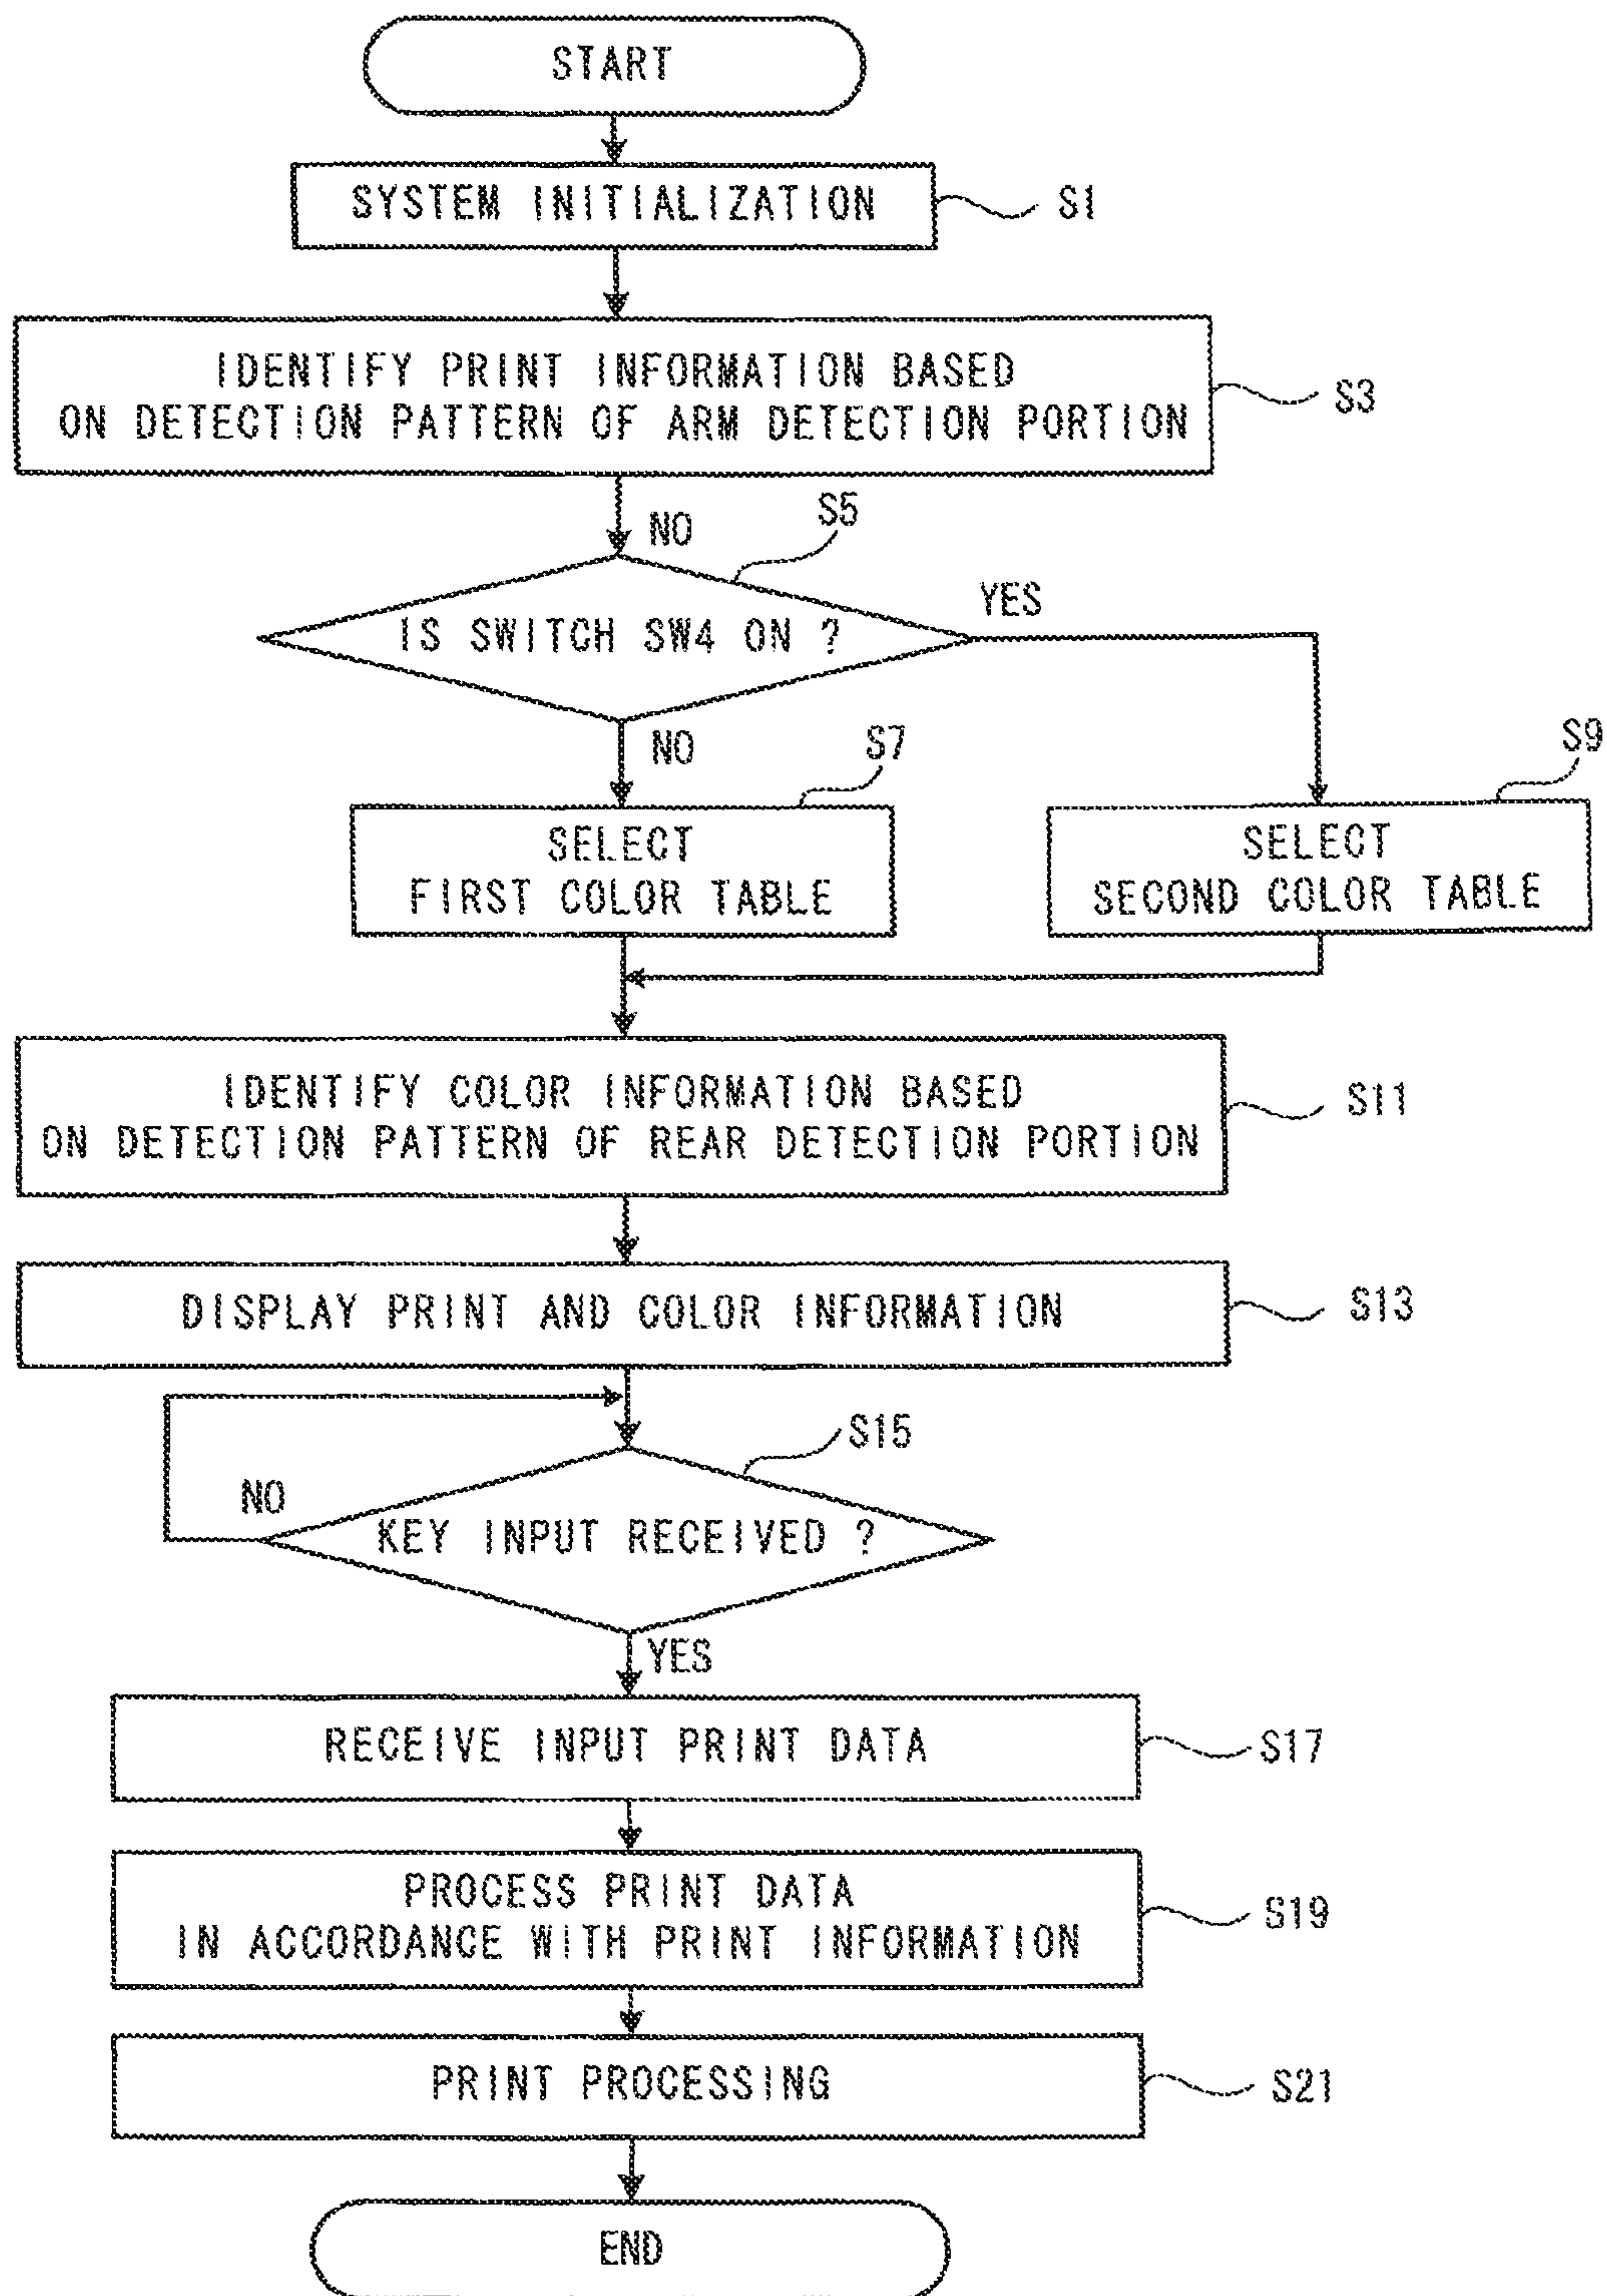 START
SYSTEM INITIALIZATION
S1
IDENTIFY PRINT INFORMATION BASED
ON DETECTION PATTERN OF ARM DETECTION PORTION
S3
NO
S5
IS SWITCH SW4 ON ?
YES
NO
S7
S9
SELECT
FIRST COLOR TABLE
SELECT
SECOND COLOR TABLE
IDENTIFY COLOR INFORMATION BASED
ON DETECTION PATTERN OF REAR DETECTION PORTION
S11
DISPLAY PRINT AND COLOR INFORMATION
S13
S15
NO
KEY INPUT RECEIVED ?
YES
RECEIVE INPUT PRINT DATA
S17
PROCESS PRINT DATA
IN ACCORDANCE WITH PRINT INFORMATION
S19
PRINT PROCESSING
S21
END